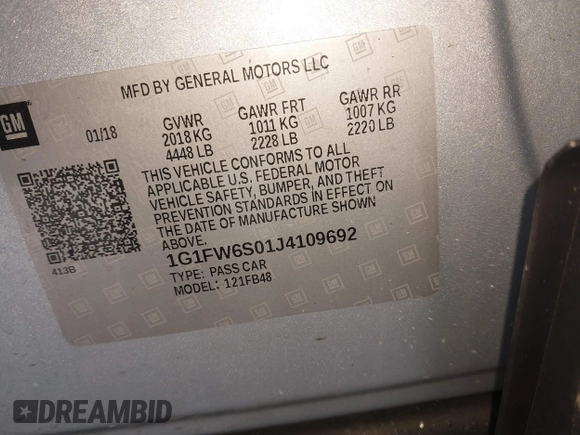 MFD BY GENERAL MOTORS LLC
GM
01/18
GVWR
2018 KG
4448 LB
GAWR FRT
1011 KG
2228 LB
GAWR RR
1007 KG
2220 LB
THIS VEHICLE CONFORMS TO ALL
APPLICABLE U.S. FEDERAL MOTOR
VEHICLE SAFETY, BUMPER, AND THEFT
PREVENTION STANDARDS IN EFFECT ON
THE DATE OF MANUFACTURE SHOWN
ABOVE.
413B
1G1FW6S01J4109692
TYPE: PASS CAR
MODEL: 121FB48
DREAMBID